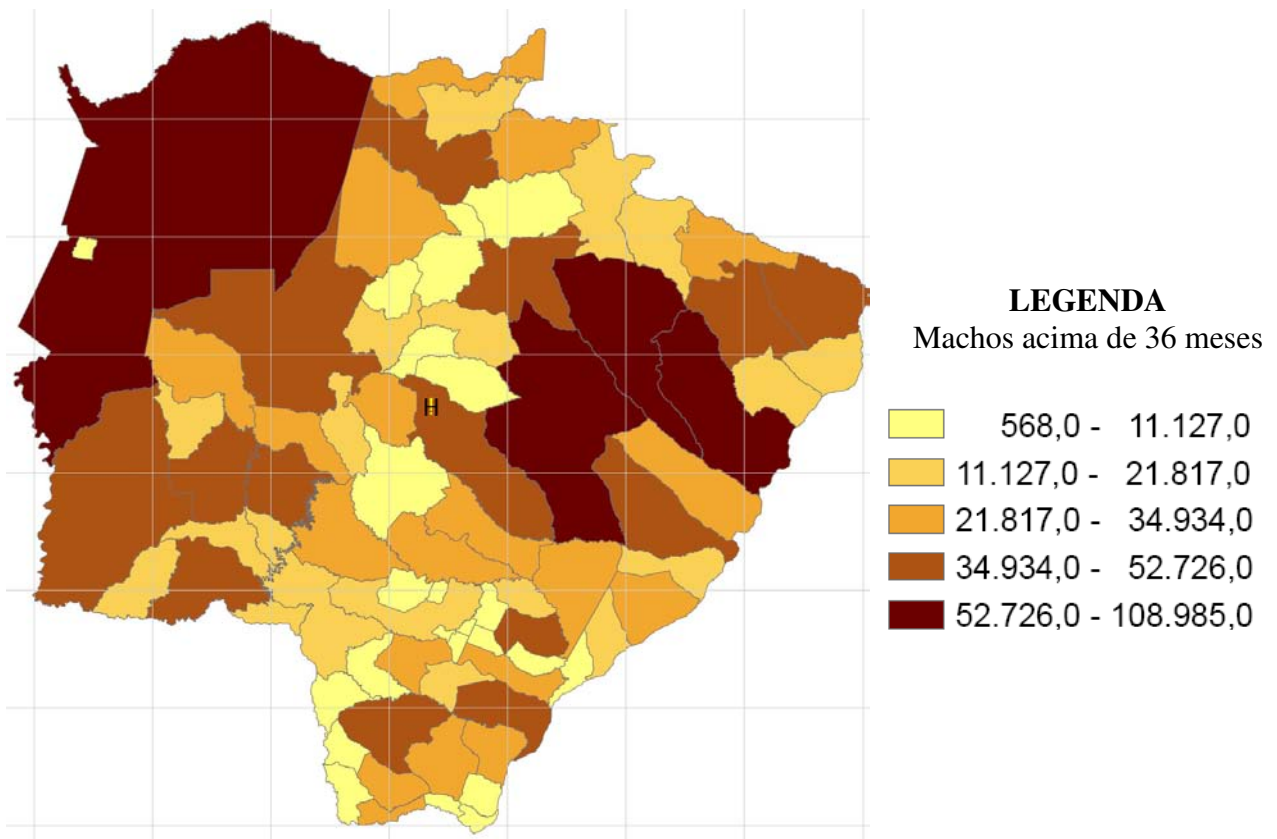 LEGENDA
Machos acima de 36 meses
568,0 - 11.127,0
11.127,0 - 21.817,0
21.817,0 - 34.934,0
34.934,0 - 52.726,0
52.726,0 - 108.985,0